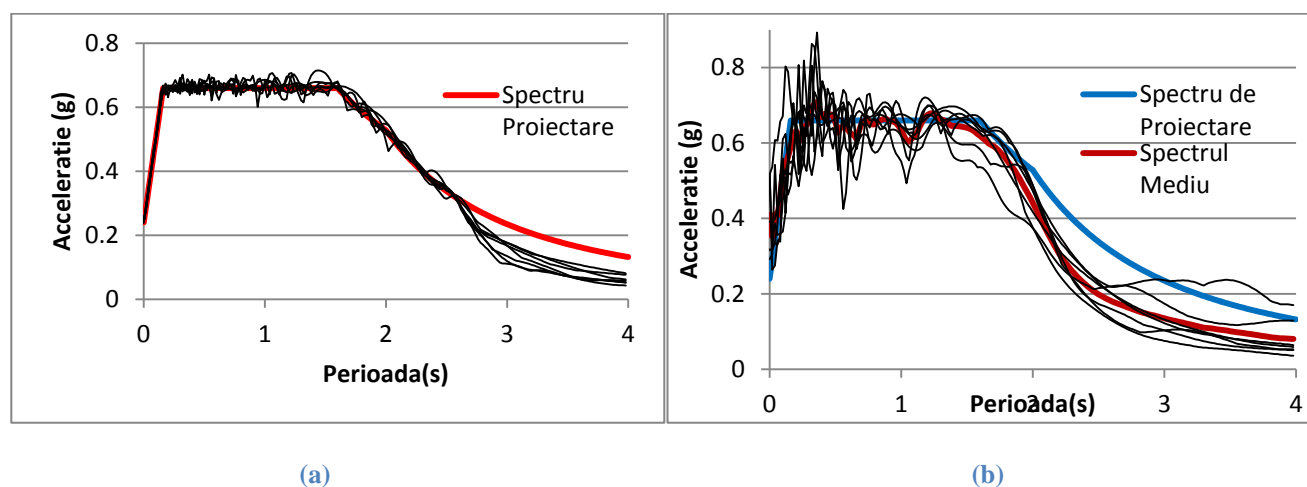 0.8
0.6
0.4
0.2
0
0 1 2 3 4
Acceleratie (g)
Perioada(s)
Spectru
Proiectare
0.8
0.6
0.4
0.2
0
0 1 2 3 4
Acceleratie (g)
Perioada(s)
Spectru de
Proiectare
Spectrul
Mediu
(a)
(b)